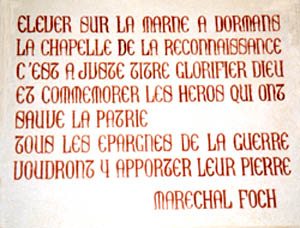 ELEVER SUR LA MARNE A DORMANS
LA CHAPELLE DE LA RECONNAISSANCE
C'EST A JUSTE TITRE GLORIFIER DIEU
ET COMMEMORER LES HEROS QUI ONT
SAUVE LA PATRIE
TOUS LES EPARGNES DE LA GUERRE
VOUDRONT Y APPORTER LEUR PIERRE
MARECHAL FOCH